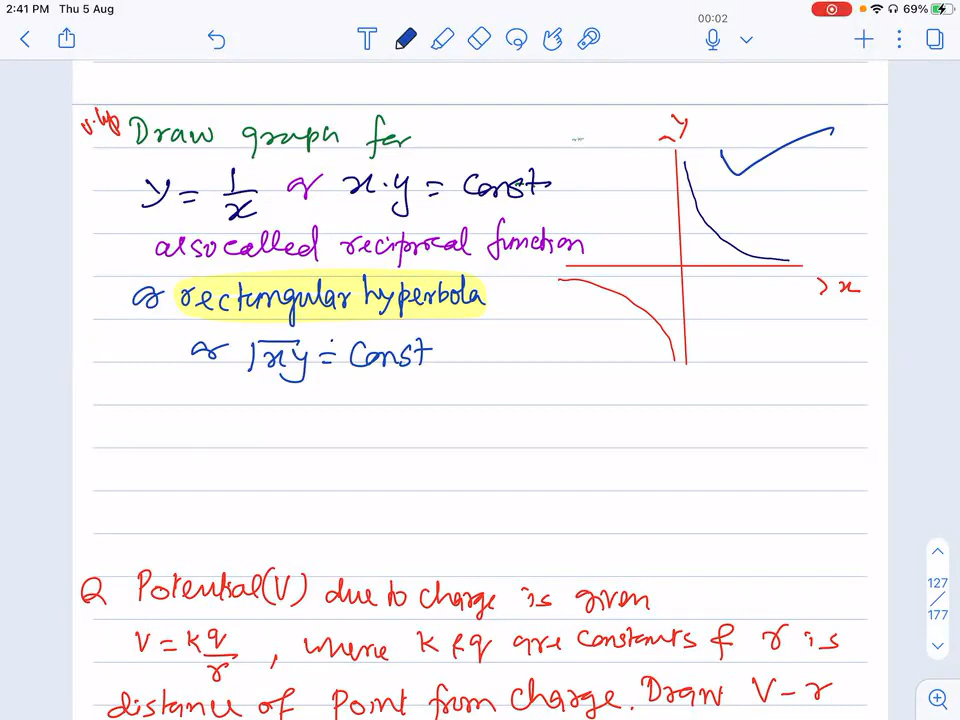 2:41 PM Thu 5 Aug
69%
00:02
T
v.Imp Draw graph for
y = 1/x or x.y = const
also called reciprocal function
or rectangular hyperbola
or √xy = Const
y
x
Q Potential(V) due to charge is given
V = kq/r , where k & q are constants & r is
distance of Point from charge. Draw V-r
127
/
177